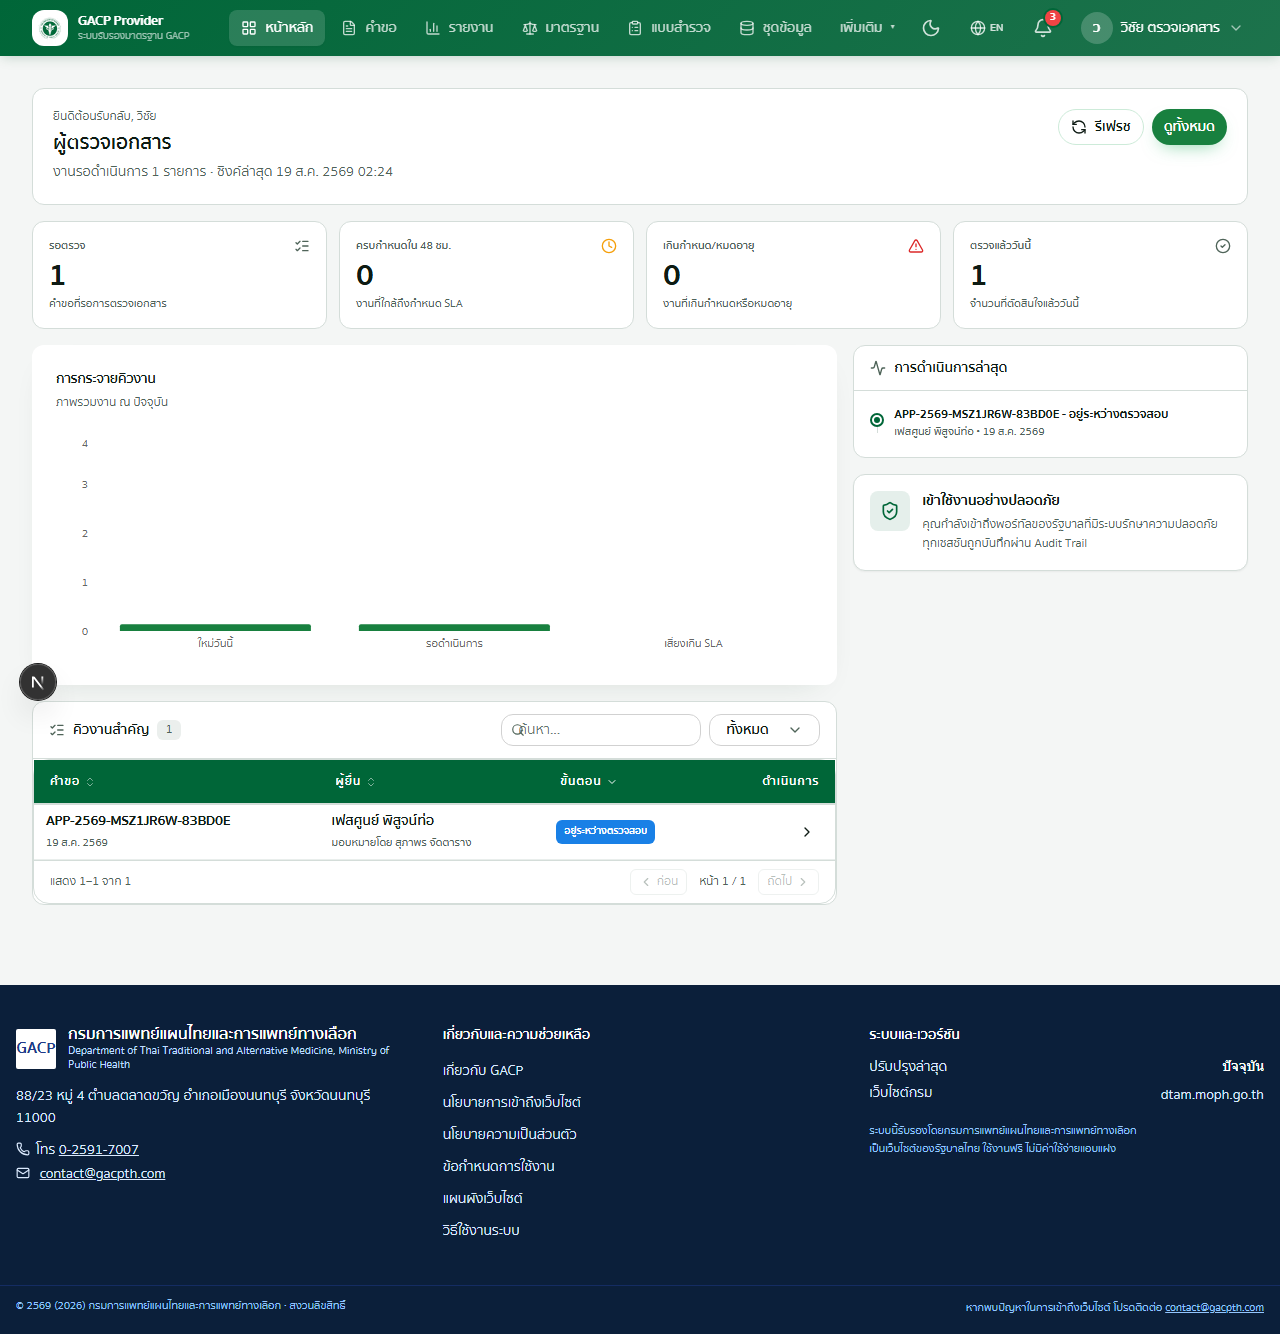 GACP Provider
ระบบรับรองมาตรฐาน GACP
หน้าหลัก
คำขอ
รายงาน
มาตรฐาน
แบบสำรวจ
ชุดข้อมูล
เพิ่มเติม
EN
3
ว
วิชัย ตรวจเอกสาร
ยินดีต้อนรับกลับ, วิชัย
ผู้ตรวจเอกสาร
งานรอดำเนินการ 1 รายการ · ซิงค์ล่าสุด 19 ส.ค. 2569 02:24
รีเฟรช
ดูทั้งหมด
รอตรวจ
1
คำขอที่รอการตรวจเอกสาร
ครบกำหนดใน 48 ชม.
0
งานที่ใกล้ถึงกำหนด SLA
เกินกำหนด/หมดอายุ
0
งานที่เกินกำหนดหรือหมดอายุ
ตรวจแล้ววันนี้
1
จำนวนที่ตัดสินใจแล้ววันนี้
การกระจายคิวงาน
ภาพรวมงาน ณ ปัจจุบัน
4
3
2
1
0
ใหม่วันนี้
รอดำเนินการ
เสี่ยงเกิน SLA
การดำเนินการล่าสุด
APP-2569-MSZ1JR6W-83BD0E - อยู่ระหว่างตรวจสอบ
เฟสศูนย์ พิสูจน์ท่อ • 19 ส.ค. 2569
เข้าใช้งานอย่างปลอดภัย
คุณกำลังเข้าถึงพอร์ทัลของรัฐบาลที่มีระบบรักษาความปลอดภัย
ทุกเซสชันถูกบันทึกผ่าน Audit Trail
N
คิวงานสำคัญ
1
ค้นหา...
ทั้งหมด
คำขอ
ผู้ยื่น
ขั้นตอน
ดำเนินการ
APP-2569-MSZ1JR6W-83BD0E
19 ส.ค. 2569
เฟสศูนย์ พิสูจน์ท่อ
มอบหมายโดย สุภาพร จัดตาราง
อยู่ระหว่างตรวจสอบ
แสดง 1–1 จาก 1
ก่อน
หน้า 1 / 1
ถัดไป
GACP
กรมการแพทย์แผนไทยและการแพทย์ทางเลือก
Department of Thai Traditional and Alternative Medicine, Ministry of
Public Health
88/23 หมู่ 4 ตำบลตลาดขวัญ อำเภอเมืองนนทบุรี จังหวัดนนทบุรี
11000
โทร 0-2591-7007
contact@gacpth.com
เกี่ยวกับและความช่วยเหลือ
เกี่ยวกับ GACP
นโยบายการเข้าถึงเว็บไซต์
นโยบายความเป็นส่วนตัว
ข้อกำหนดการใช้งาน
แผนผังเว็บไซต์
วิธีใช้งานระบบ
ระบบและเวอร์ชัน
ปรับปรุงล่าสุด
ปัจจุบัน
เว็บไซต์กรม
dtam.moph.go.th
ระบบนี้รับรองโดยกรมการแพทย์แผนไทยและการแพทย์ทางเลือก
เป็นเว็บไซต์ของรัฐบาลไทย ใช้งานฟรี ไม่มีค่าใช้จ่ายแอบแฝง
© 2569 (2026) กรมการแพทย์แผนไทยและการแพทย์ทางเลือก · สงวนลิขสิทธิ์
หากพบปัญหาในการเข้าถึงเว็บไซต์ โปรดติดต่อ contact@gacpth.com